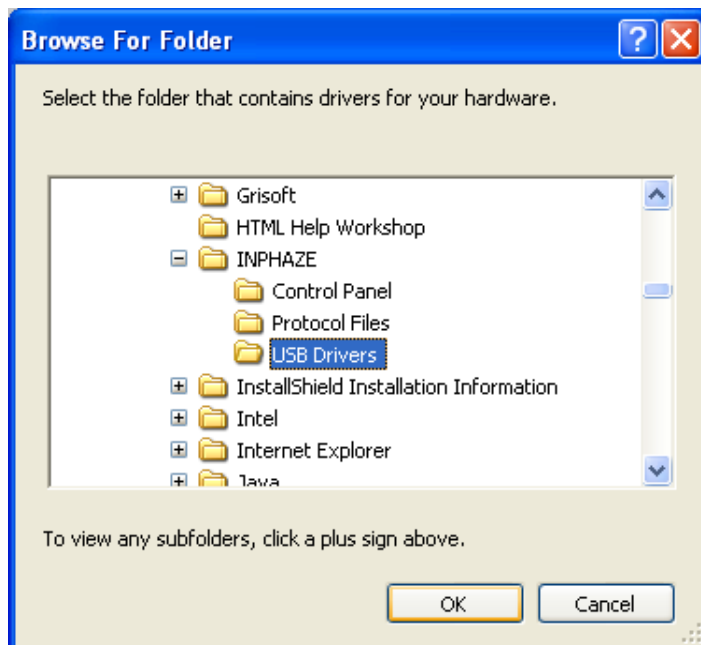 Browse For Folder
Select the folder that contains drivers for your hardware.
Grisoft
HTML Help Workshop
INPHAZE
Control Panel
Protocol Files
USB Drivers
InstallShield Installation Information
Intel
Internet Explorer
Java
To view any subfolders, click a plus sign above.
OK Cancel